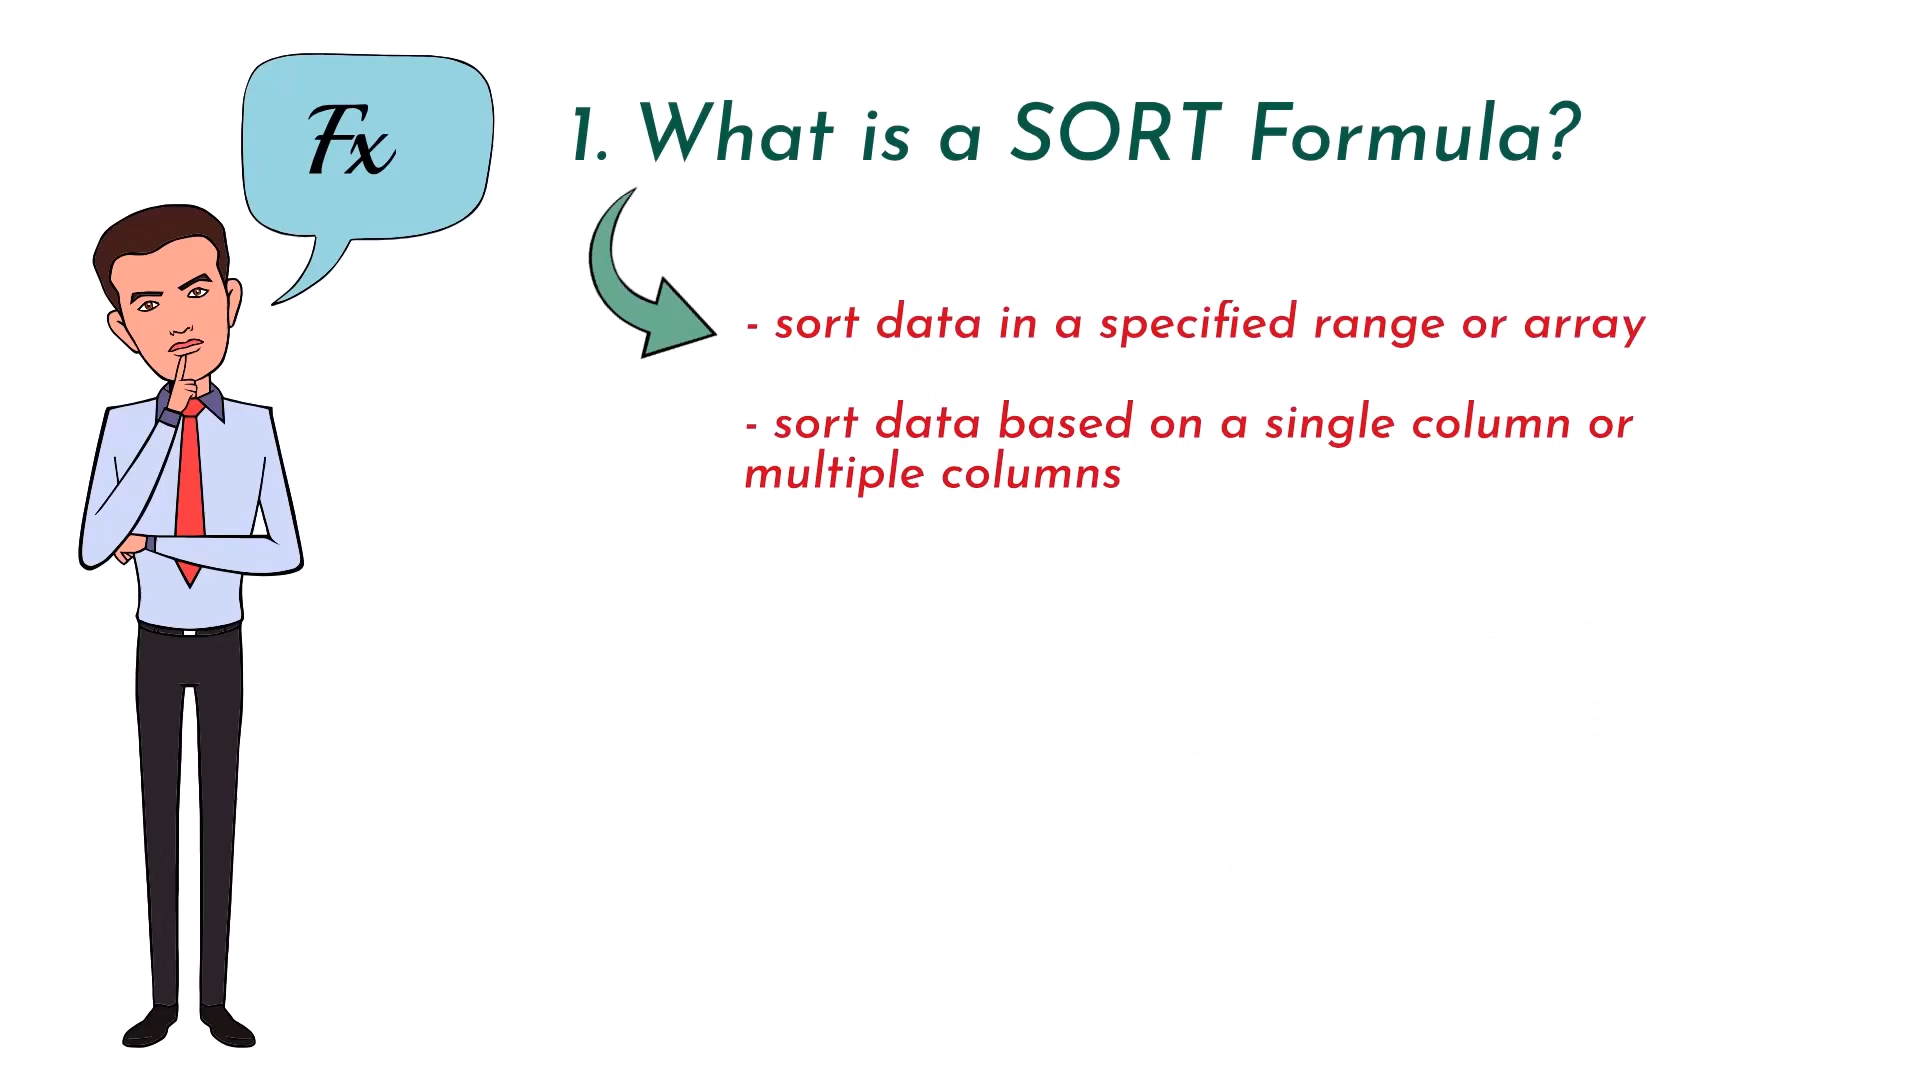 Fx
1. What is a SORT Formula?
- sort data in a specified range or array
- sort data based on a single column or
multiple columns